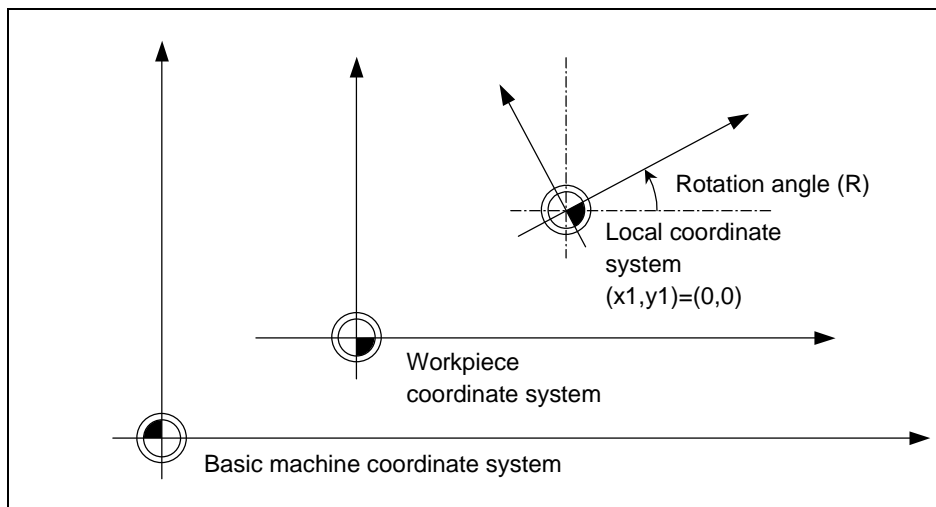 Rotation angle (R)
Local coordinate
system
(x1,y1)=(0,0)
Workpiece
coordinate system
Basic machine coordinate system